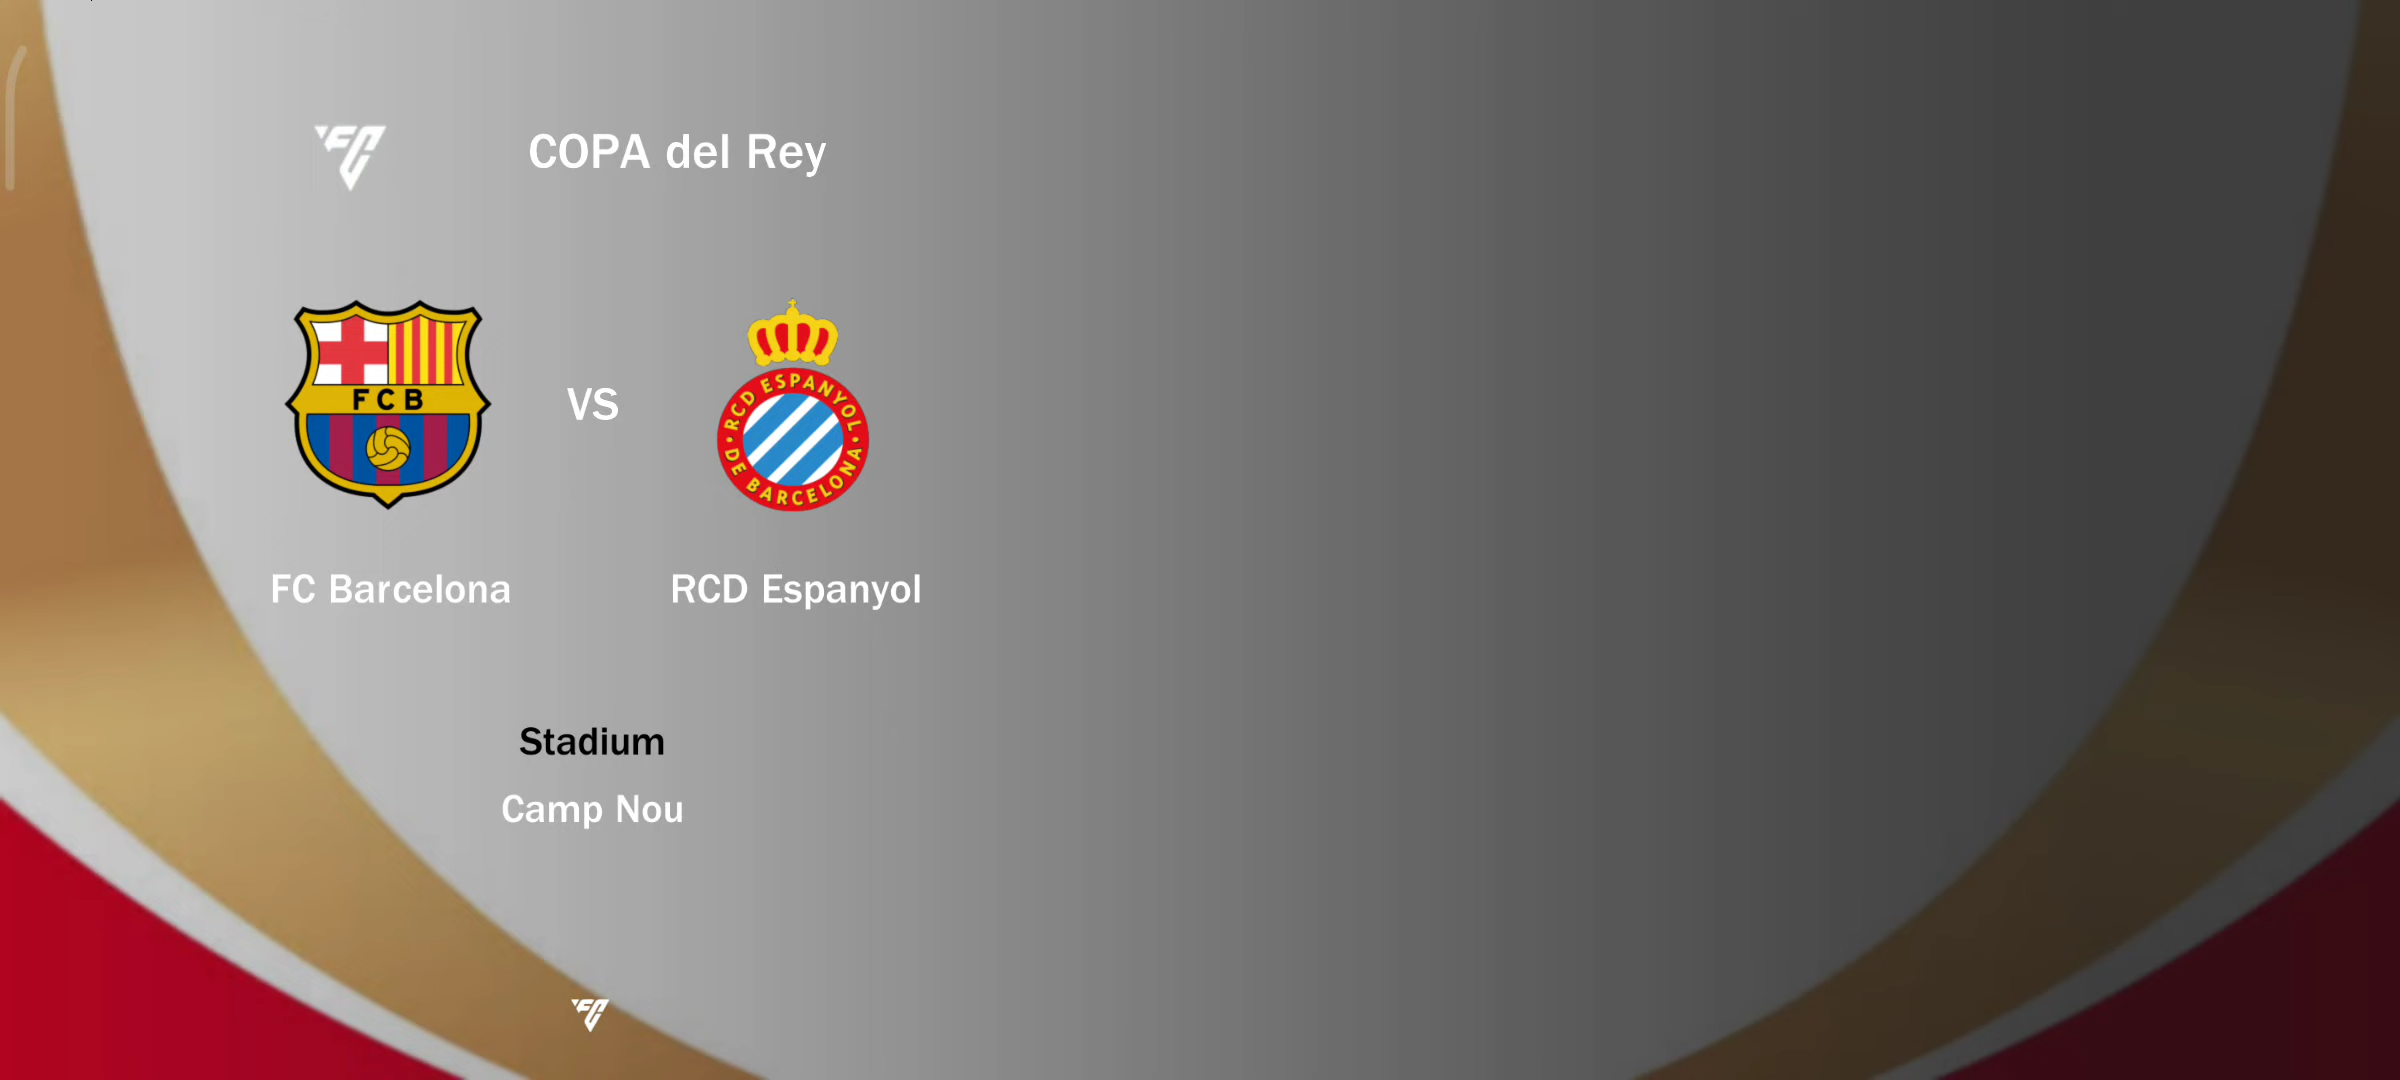 COPA del Rey
FCB
VS
RCD ESPANYOL
DE BARCELONA
FC Barcelona
RCD Espanyol
Stadium
Camp Nou